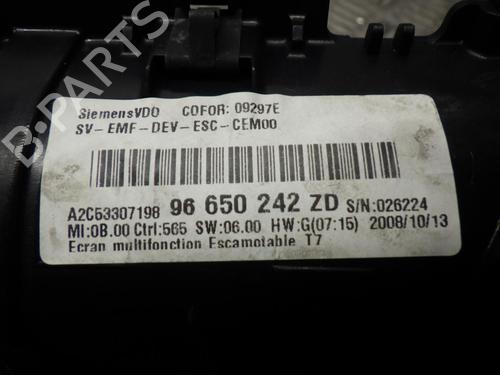 B-PARTS
SiemensVDO COFOR: 09297E
SV-EMF-DEV-ESC-CEM00
A2C53307198 96 650 242 ZD S/N:026224
MI:0B.00 Ctrl:565 SW:06.00 HW:G(07:15) 2008/10/13
Ecran multifonction Escamotable T7